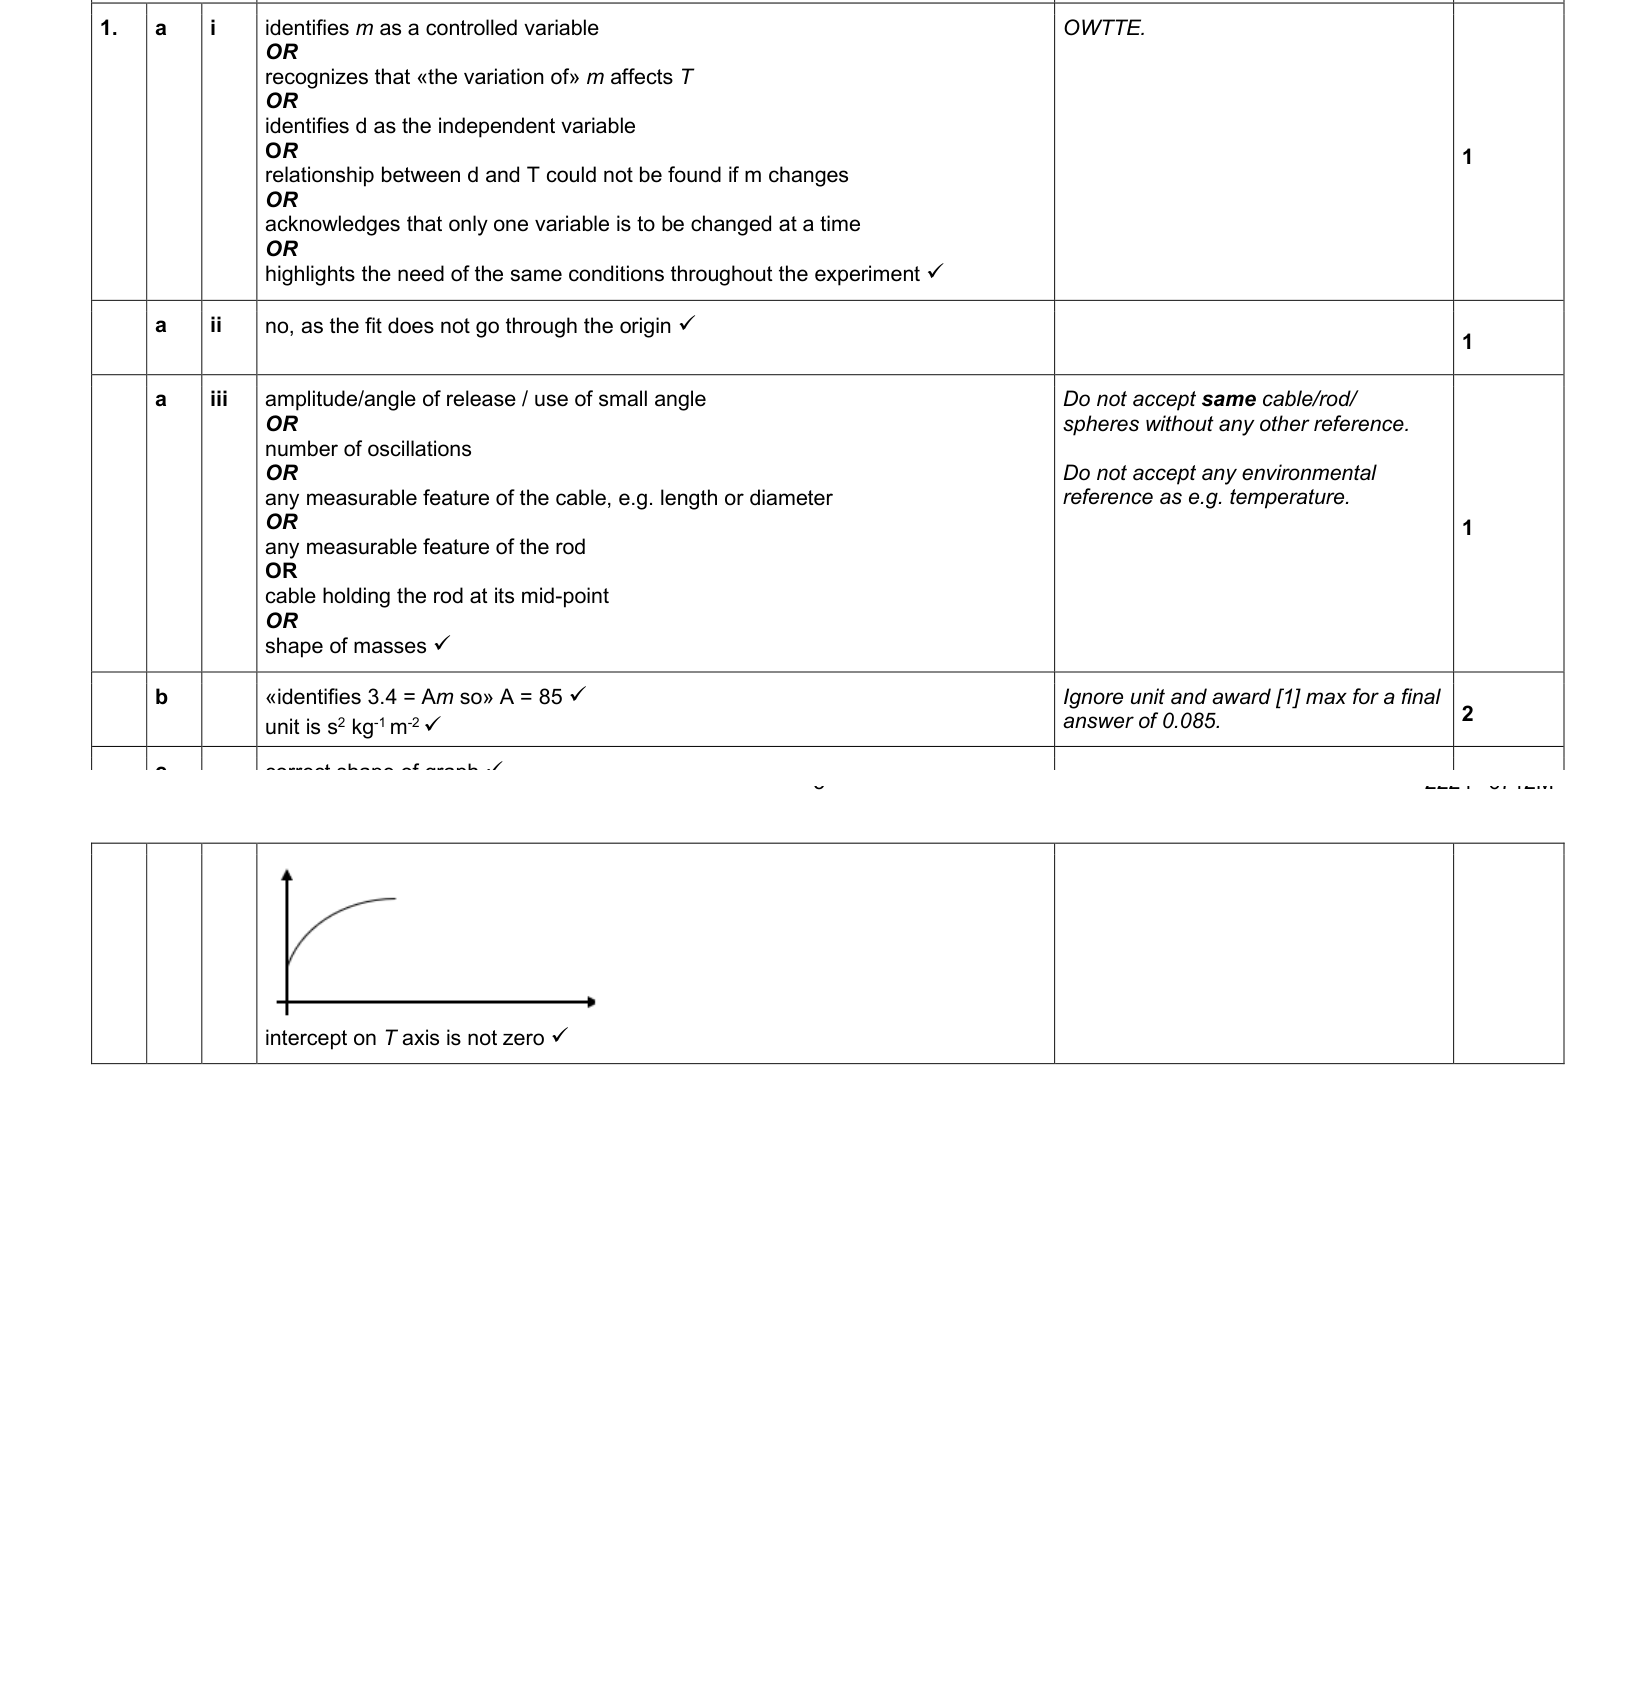 1. a i identifies m as a controlled variable OWTTE.
OR
recognizes that «the variation of» m affects T
OR
identifies d as the independent variable
OR
1
relationship between d and T could not be found if m changes
OR
acknowledges that only one variable is to be changed at a time
OR
highlights the need of the same conditions throughout the experiment ✓
a ii no, as the fit does not go through the origin ✓
1
a iii amplitude/angle of release / use of small angle Do not accept same cable/rod/
OR spheres without any other reference.
number of oscillations
OR Do not accept any environmental
any measurable feature of the cable, e.g. length or diameter reference as e.g. temperature.
OR
1
any measurable feature of the rod
OR
cable holding the rod at its mid-point
OR
shape of masses ✓
b «identifies 3.4 = Am so» A = 85 ✓ Ignore unit and award [1] max for a final
unit is s² kg⁻¹ m⁻² ✓ answer of 0.085.
2
correct shape of graph ✓
intercept on T axis is not zero ✓